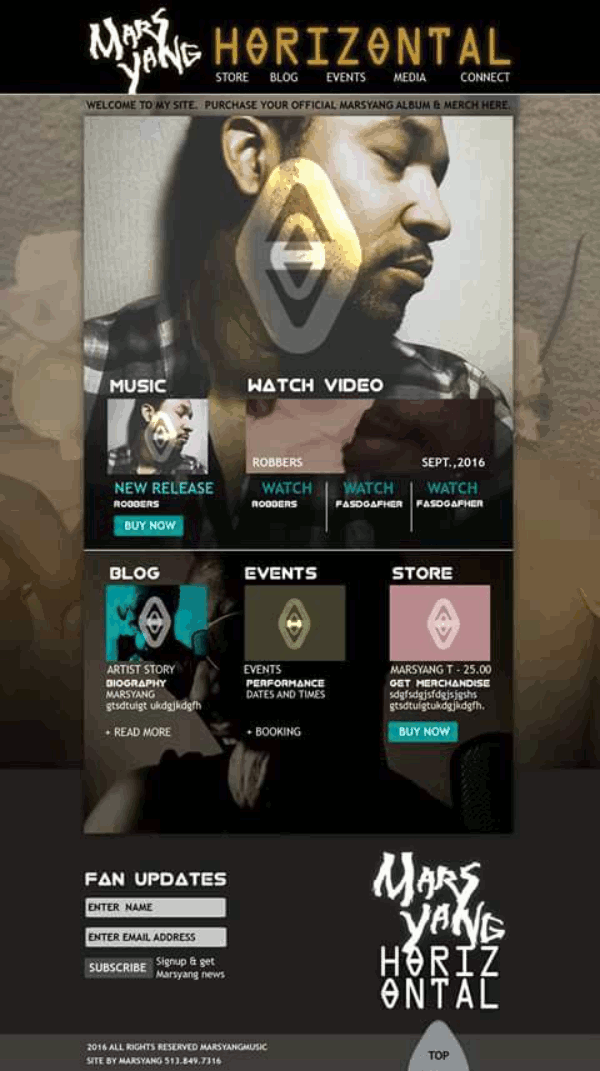 MARS YANG
HORIZONTAL
STORE BLOG EVENTS MEDIA CONNECT
WELCOME TO MY SITE. PURCHASE YOUR OFFICIAL MARSYANG ALBUM & MERCH HERE.
MUSIC
WATCH VIDEO
ROBBERS
SEPT.,2016
NEW RELEASE
ROBBERS
BUY NOW
WATCH
ROBBERS
WATCH
FASDGAFHER
WATCH
FASDGAFHER
BLOG
ARTIST STORY
BIOGRAPHY
MARSYANG
gtsdtuigt ukdgjkdgfh
+ READ MORE
EVENTS
EVENTS
PERFORMANCE
DATES AND TIMES
+ BOOKING
STORE
MARSYANG T - 25.00
GET MERCHANDISE
sdgfsdgjsfdgjsjgshs
gtsdtuigtukdgjkdgfh.
BUY NOW
FAN UPDATES
ENTER NAME
ENTER EMAIL ADDRESS
SUBSCRIBE
Signup & get
Marsyang news
MARS
YANG
HORIZ
ONTAL
2016 ALL RIGHTS RESERVED MARSYANGMUSIC
SITE BY MARSYANG 513.849.7316
TOP